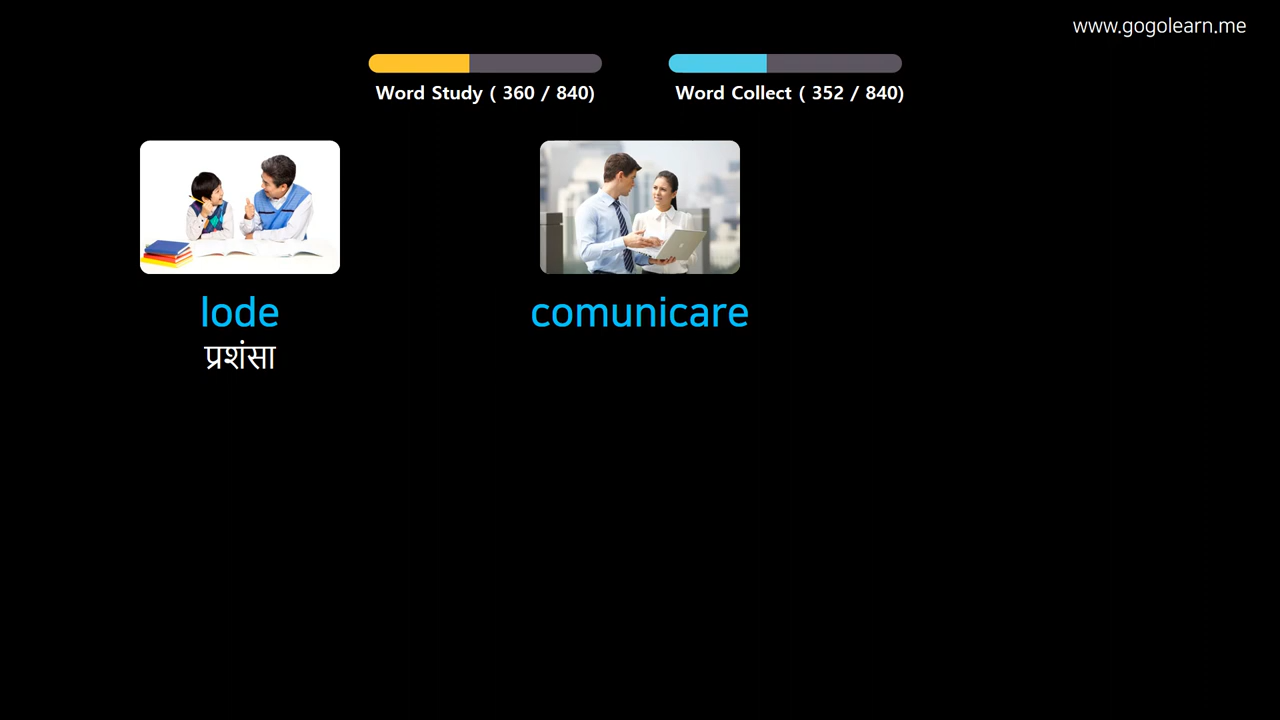 www.gogolearn.me
Word Study ( 360 / 840)
Word Collect ( 352 / 840)
lode
comunicare
प्रशंसा